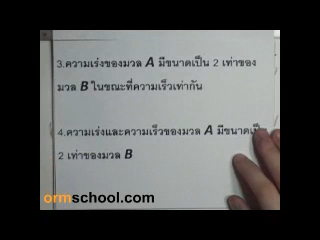 3.ความเร่งของมวล A มีขนาดเป็น 2 เท่าของ
มวล B ในขณะที่ความเร็วเท่ากัน
4.ความเร่งและความเร็วของมวล A มีขนาดเป็น
2 เท่าของมวล B
ormschool.com